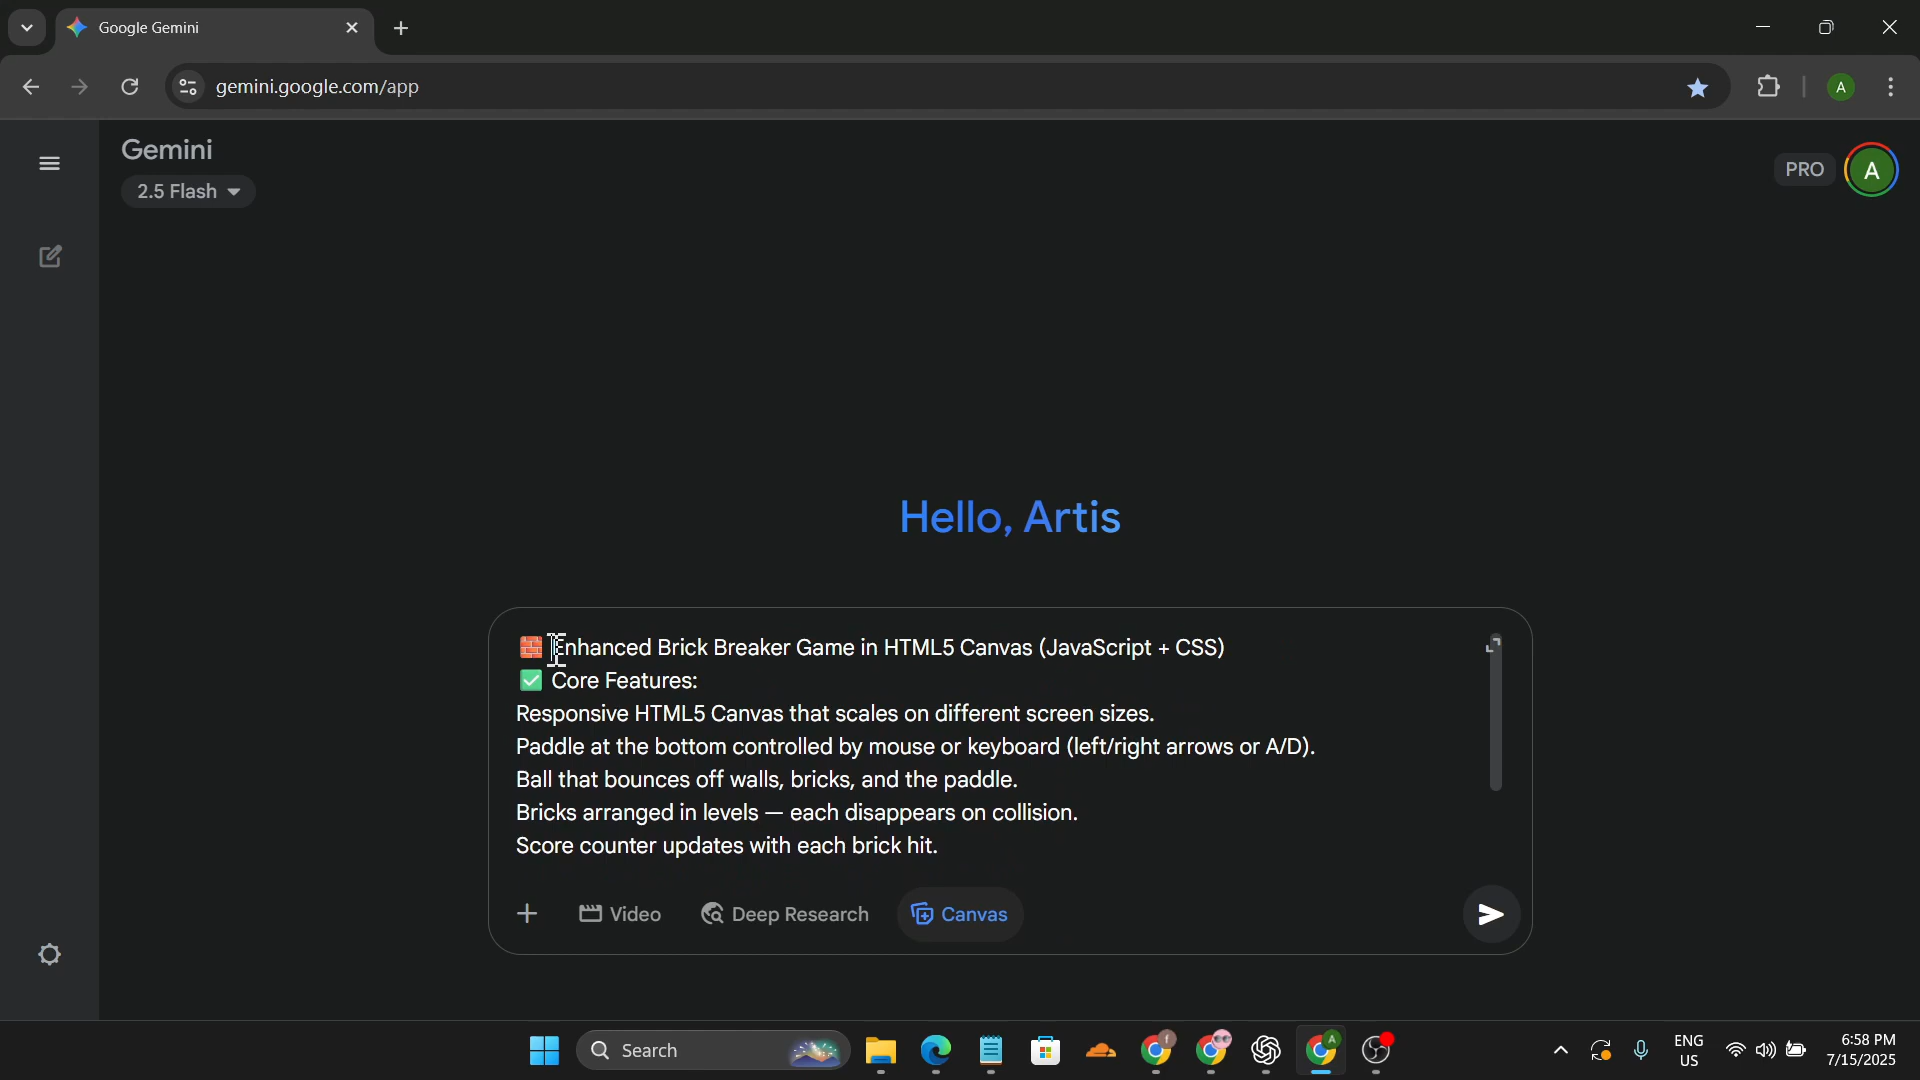 Google Gemini
gemini.google.com/app
A
Gemini
2.5 Flash
PRO
A
Hello, Artis
🧱 Enhanced Brick Breaker Game in HTML5 Canvas (JavaScript + CSS)
✅ Core Features:
Responsive HTML5 Canvas that scales on different screen sizes.
Paddle at the bottom controlled by mouse or keyboard (left/right arrows or A/D).
Ball that bounces off walls, bricks, and the paddle.
Bricks arranged in levels — each disappears on collision.
Score counter updates with each brick hit.
Video
Deep Research
Canvas
Search
f
A
ENG
US
6:58 PM
7/15/2025